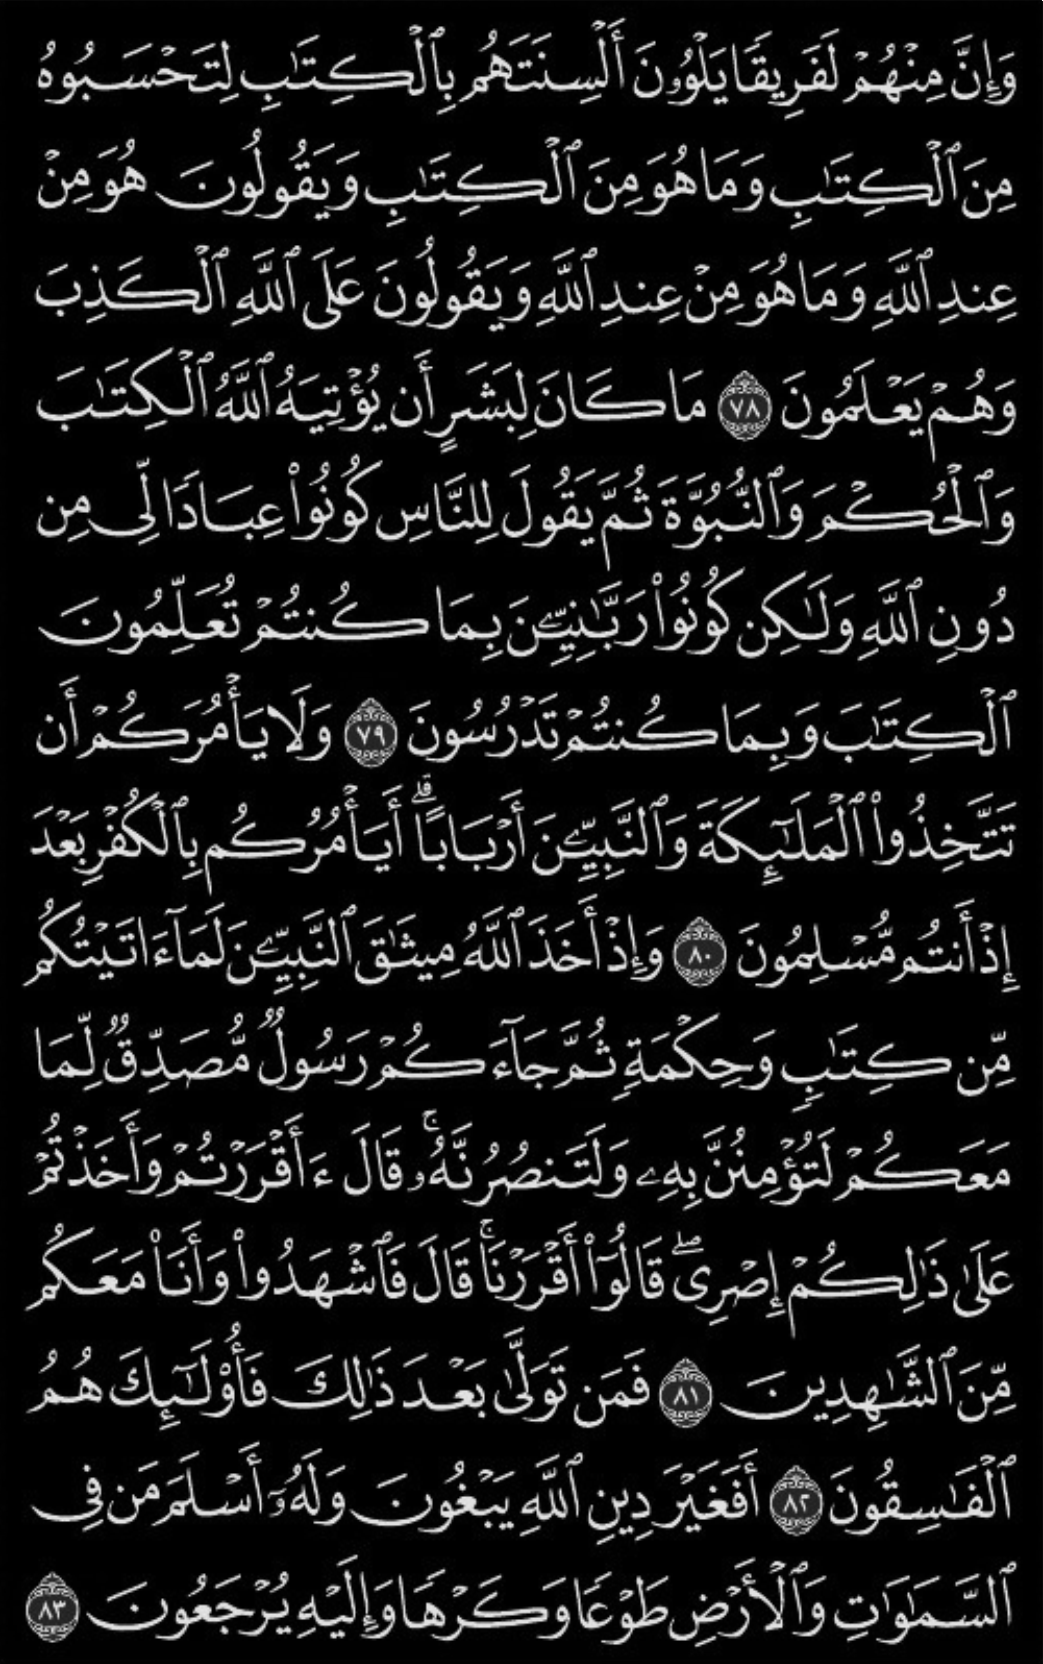 وَإِنَّ مِنْهُمْ لَفَرِيقًا يَلْوُۥنَ أَلْسِنَتَهُم بِٱلْكِتَٰبِ لِتَحْسَبُوهُ
مِنَ ٱلْكِتَٰبِ وَمَا هُوَ مِنَ ٱلْكِتَٰبِ وَيَقُولُونَ هُوَ مِنْ
عِندِ ٱللَّهِ وَمَا هُوَ مِنْ عِندِ ٱللَّهِ وَيَقُولُونَ عَلَى ٱللَّهِ ٱلْكَذِبَ
وَهُمْ يَعْلَمُونَ ٧٨ مَا كَانَ لِبَشَرٍ أَن يُؤْتِيَهُ ٱللَّهُ ٱلْكِتَٰبَ
وَٱلْحُكْمَ وَٱلنُّبُوَّةَ ثُمَّ يَقُولَ لِلنَّاسِ كُونُوا۟ عِبَادًا لِّى مِن
دُونِ ٱللَّهِ وَلَٰكِن كُونُوا۟ رَبَّٰنِيِّۦنَ بِمَا كُنتُمْ تُعَلِّمُونَ
ٱلْكِتَٰبَ وَبِمَا كُنتُمْ تَدْرُسُونَ ٧٩ وَلَا يَأْمُرَكُمْ أَن
تَتَّخِذُوا۟ ٱلْمَلَٰٓئِكَةَ وَٱلنَّبِيِّۦنَ أَرْبَابًا ۗ أَيَأْمُرُكُم بِٱلْكُفْرِ بَعْدَ
إِذْ أَنتُم مُّسْلِمُونَ ٨٠ وَإِذْ أَخَذَ ٱللَّهُ مِيثَٰقَ ٱلنَّبِيِّۦنَ لَمَآ ءَاتَيْتُكُم
مِّن كِتَٰبٍ وَحِكْمَةٍ ثُمَّ جَآءَكُمْ رَسُولٌ مُّصَدِّقٌ لِّمَا
مَعَكُمْ لَتُؤْمِنُنَّ بِهِۦ وَلَتَنصُرُنَّهُۥ ۚ قَالَ ءَأَقْرَرْتُمْ وَأَخَذْتُمْ
عَلَىٰ ذَٰلِكُمْ إِصْرِى ۖ قَالُوٓا۟ أَقْرَرْنَا ۚ قَالَ فَٱشْهَدُوا۟ وَأَنَا۠ مَعَكُم
مِّنَ ٱلشَّٰهِدِينَ ٨١ فَمَن تَوَلَّىٰ بَعْدَ ذَٰلِكَ فَأُو۟لَٰٓئِكَ هُمُ
ٱلْفَٰسِقُونَ ٨٢ أَفَغَيْرَ دِينِ ٱللَّهِ يَبْغُونَ وَلَهُۥٓ أَسْلَمَ مَن فِى
ٱلسَّمَٰوَٰتِ وَٱلْأَرْضِ طَوْعًا وَكَرْهًا وَإِلَيْهِ يُرْجَعُونَ ٨٣